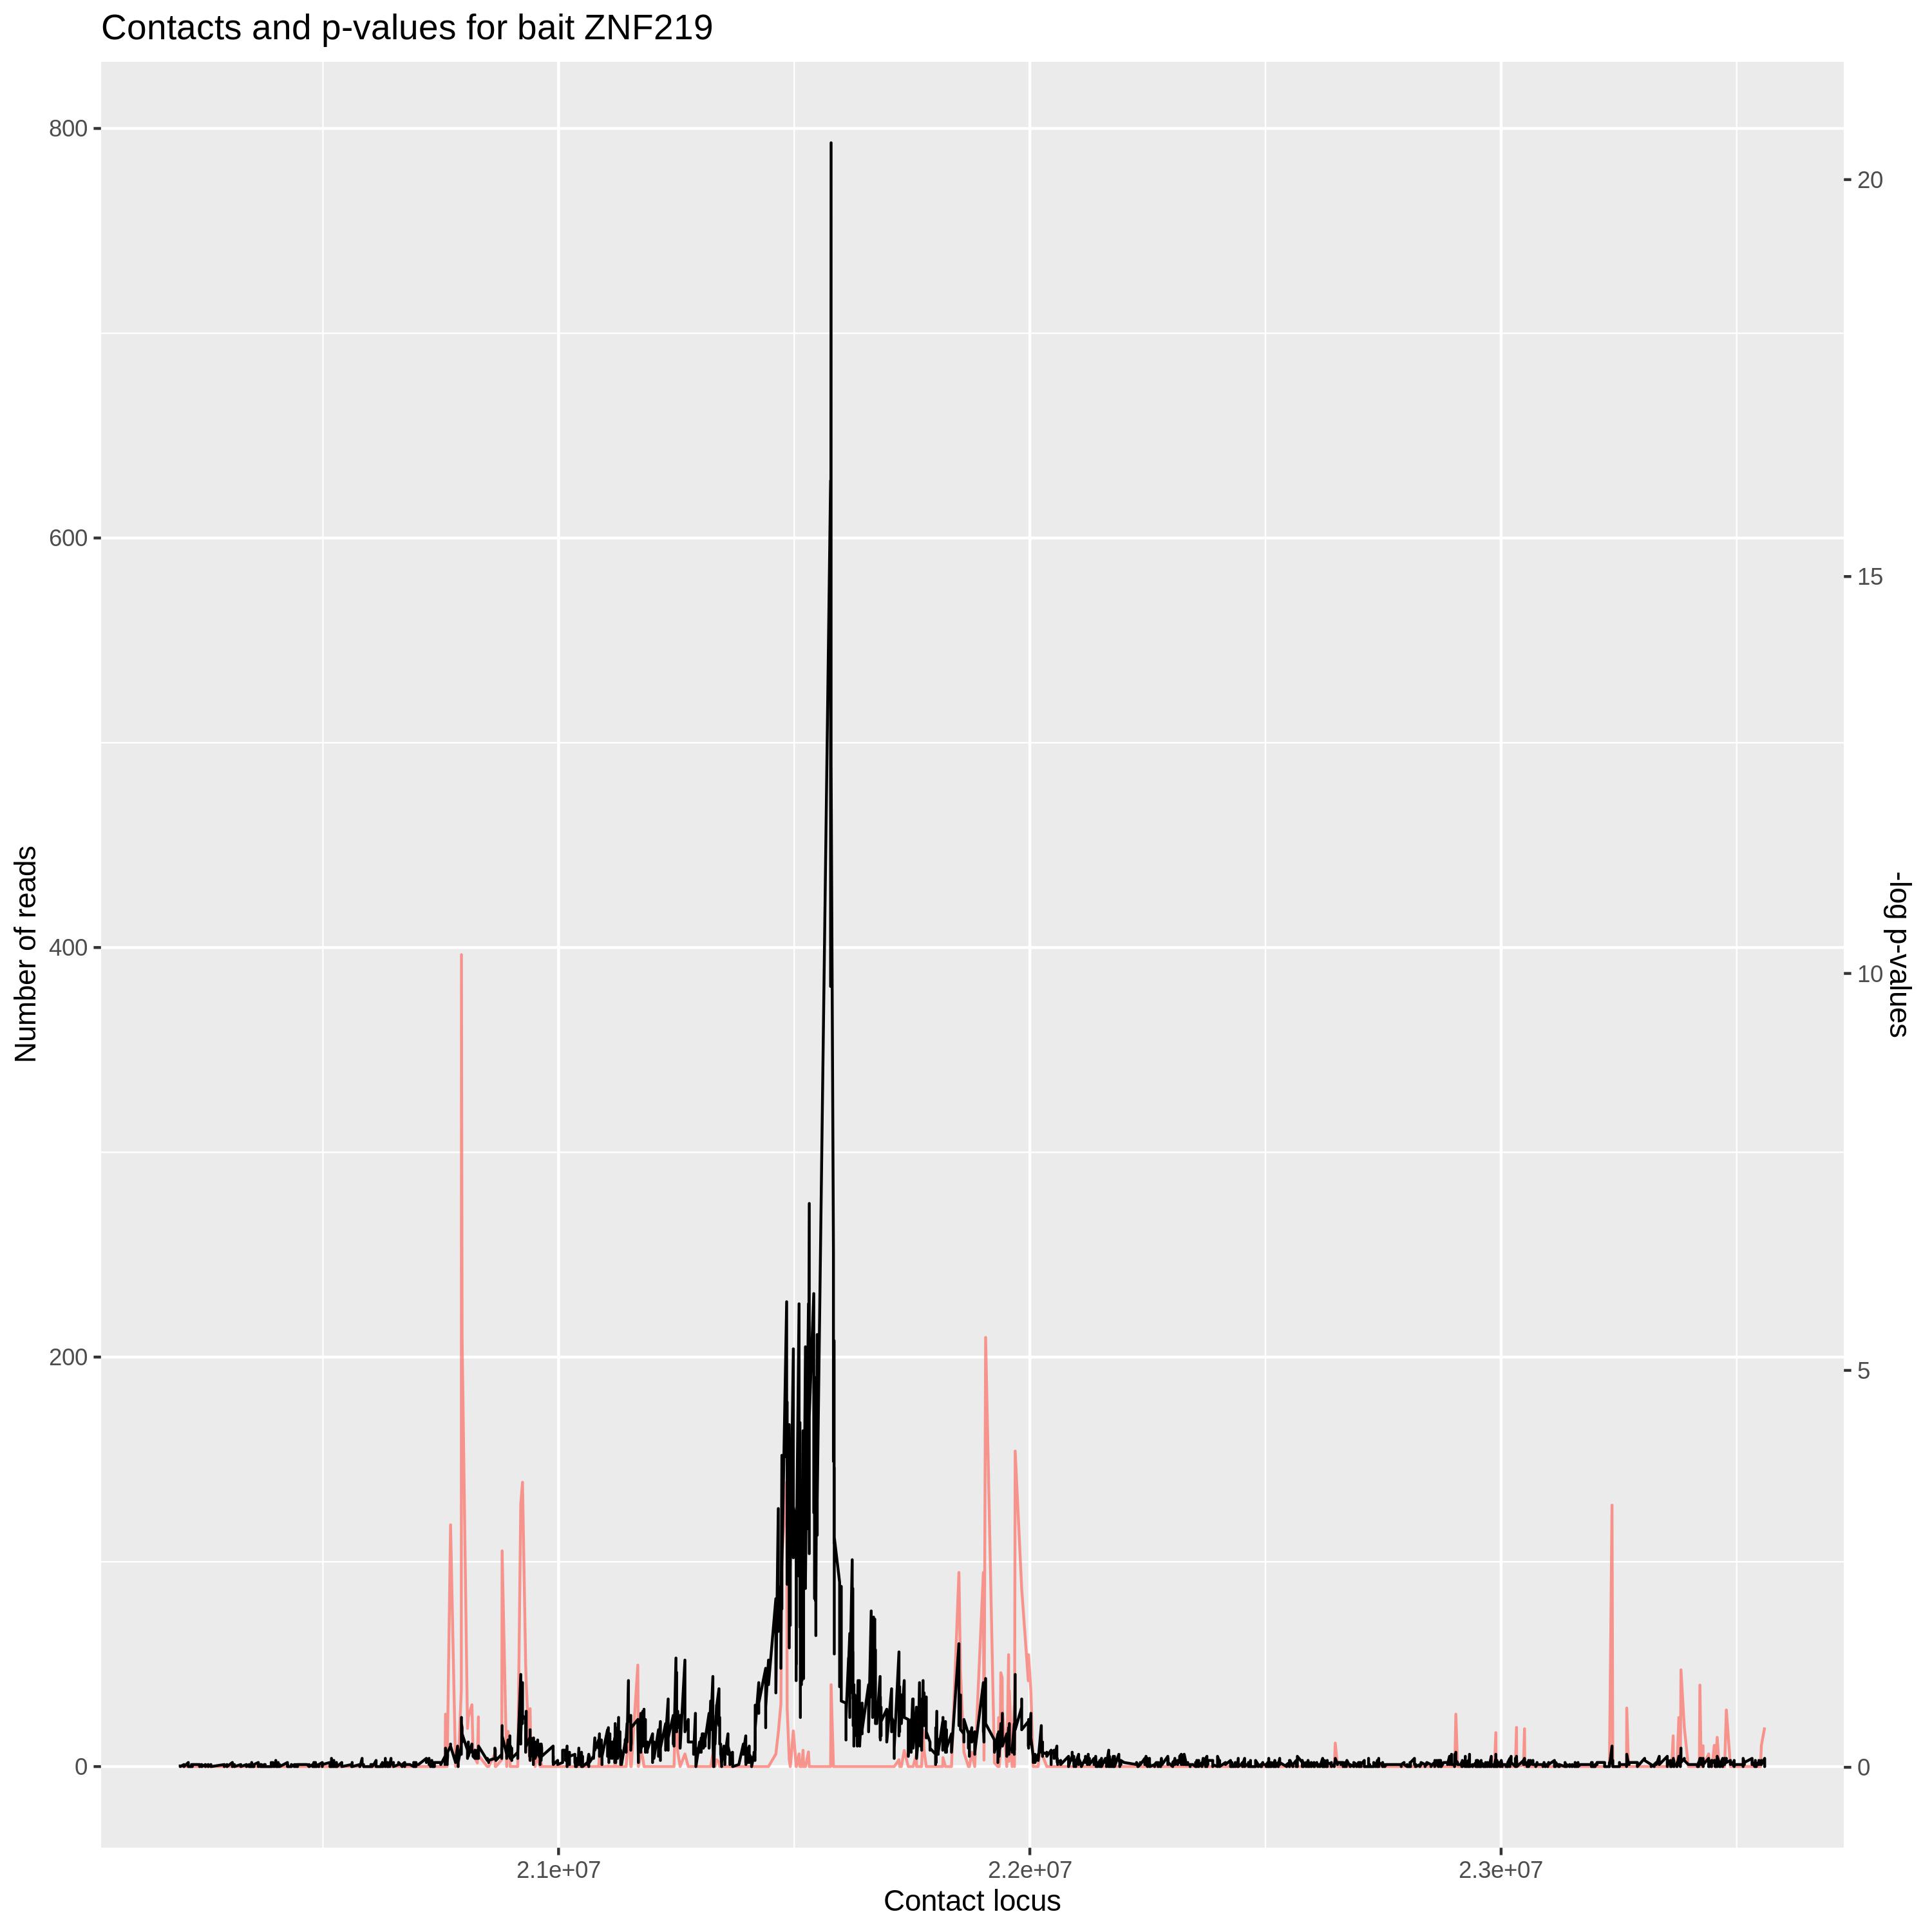 Contacts and p-values for bait ZNF219
800
600
400
200
0
Number of reads
20
15
10
5
0
-log p-values
2.1e+07
2.2e+07
2.3e+07
Contact locus